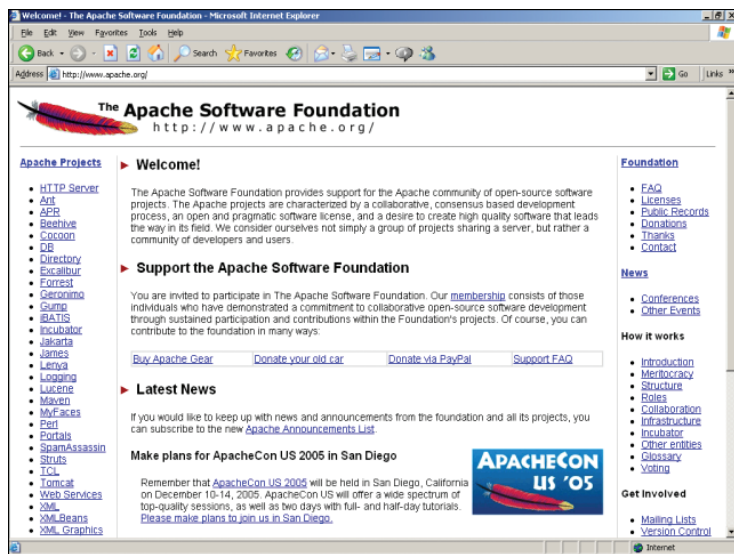 Welcome! - The Apache Software Foundation - Microsoft Internet Explorer
File Edit View Favorites Tools Help
Back Search Favorites
Address http://www.apache.org/ Go Links »
The Apache Software Foundation
http://www.apache.org/
Apache Projects
HTTP Server
Ant
APR
Beehive
Cocoon
DB
Directory
Excalibur
Forrest
Geronimo
Gump
iBATIS
Incubator
Jakarta
James
Lenya
Logging
Lucene
Maven
MyFaces
Perl
Portals
SpamAssassin
Struts
TCL
Tomcat
Web Services
XML
XMLBeans
XML Graphics
Welcome!
The Apache Software Foundation provides support for the Apache community of open-source software
projects. The Apache projects are characterized by a collaborative, consensus based development
process, an open and pragmatic software license, and a desire to create high quality software that leads
the way in its field. We consider ourselves not simply a group of projects sharing a server, but rather a
community of developers and users.
Support the Apache Software Foundation
You are invited to participate in The Apache Software Foundation. Our membership consists of those
individuals who have demonstrated a commitment to collaborative open-source software development
through sustained participation and contributions within the Foundation's projects. Of course, you can
contribute to the foundation in many ways:
Buy Apache Gear Donate your old car Donate via PayPal Support FAQ
Latest News
If you would like to keep up with news and announcements from the foundation and all its projects, you
can subscribe to the new Apache Announcements List.
Make plans for ApacheCon US 2005 in San Diego
Remember that ApacheCon US 2005 will be held in San Diego, California
on December 10-14, 2005. ApacheCon US will offer a wide spectrum of
top-quality sessions, as well as two days with full- and half-day tutorials.
Please make plans to join us in San Diego.
APACHECON
US '05
Foundation
FAQ
Licenses
Public Records
Donations
Thanks
Contact
News
Conferences
Other Events
How it works
Introduction
Meritocracy
Structure
Roles
Collaboration
Infrastructure
Incubator
Other entities
Glossary
Voting
Get Involved
Mailing Lists
Version Control
Internet